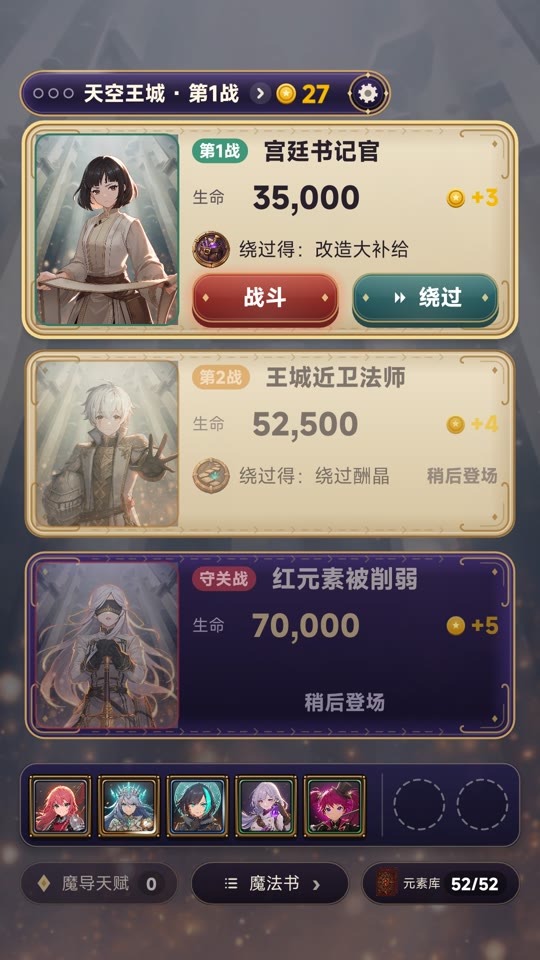 天空王城 · 第1战 27
第1战 宫廷书记官
生命 35,000 +3
绕过得：改造大补给
战斗 绕过
第2战 王城近卫法师
生命 52,500 +4
绕过得：绕过酬晶 稍后登场
守关战 红元素被削弱
生命 70,000 +5
稍后登场
魔导天赋 0 魔法书 元素库 52/52